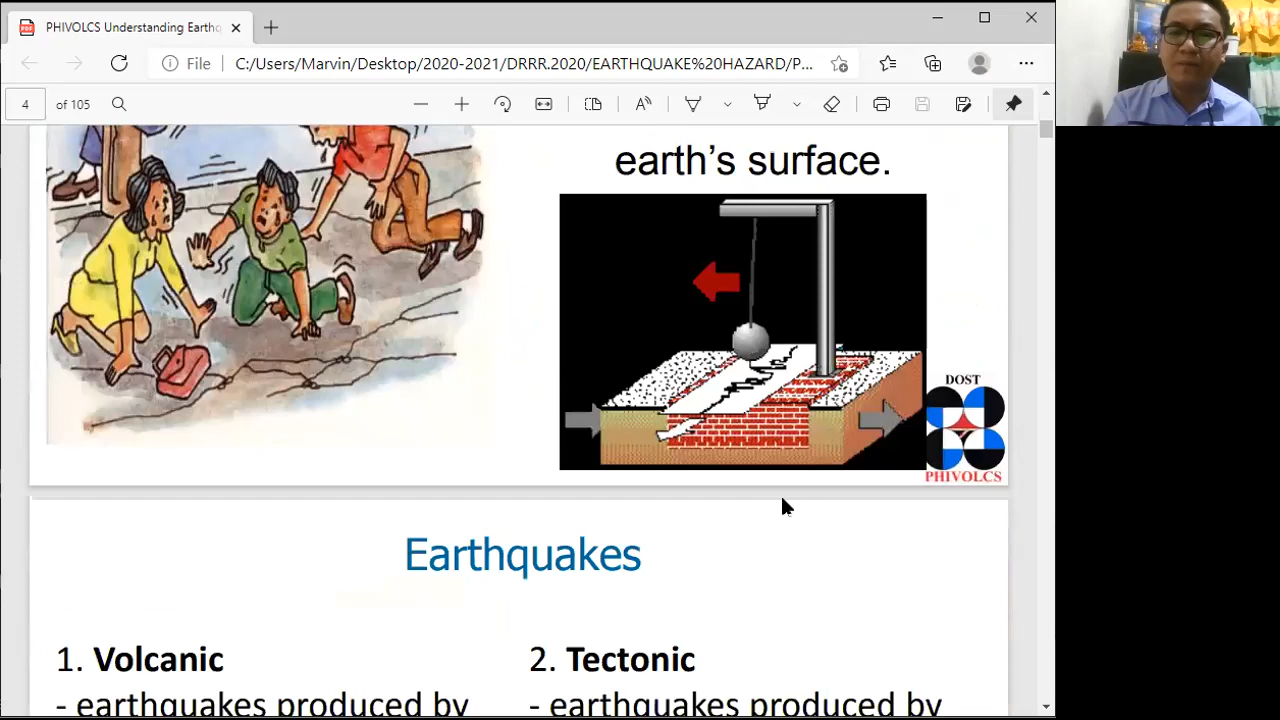 PHIVOLCS Understanding Earthq
File
C:/Users/Marvin/Desktop/2020-2021/DRRR.2020/EARTHQUAKE%20HAZARD/P...
4 of 105
earth's surface.
DOST
PHIVOLCS
Earthquakes
1. Volcanic
- earthquakes produced by
2. Tectonic
- earthquakes produced by